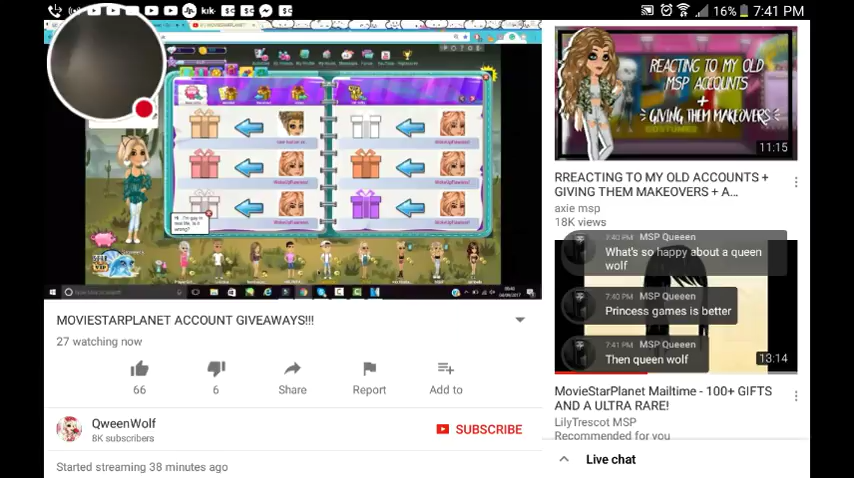 kik
16% 7:41 PM
REACTING TO MY OLD
MSP ACCOUNTS
+
GIVING THEM MAKEOVERS
11:15
RREACTING TO MY OLD ACCOUNTS +
GIVING THEM MAKEOVERS + A...
axie msp
18K views
7:40 PM MSP Queeen
What's so happy about a queen
wolf
7:40 PM MSP Queeen
Princess games is better
7:41 PM MSP Queeen
Then queen wolf
13:14
MovieStarPlanet Mailtime - 100+ GIFTS
AND A ULTRA RARE!
LilyTrescot MSP
Recommended for you
Live chat
MOVIESTARPLANET ACCOUNT GIVEAWAYS!!!
27 watching now
66
6
Share
Report
Add to
QweenWolf
8K subscribers
SUBSCRIBE
Started streaming 38 minutes ago